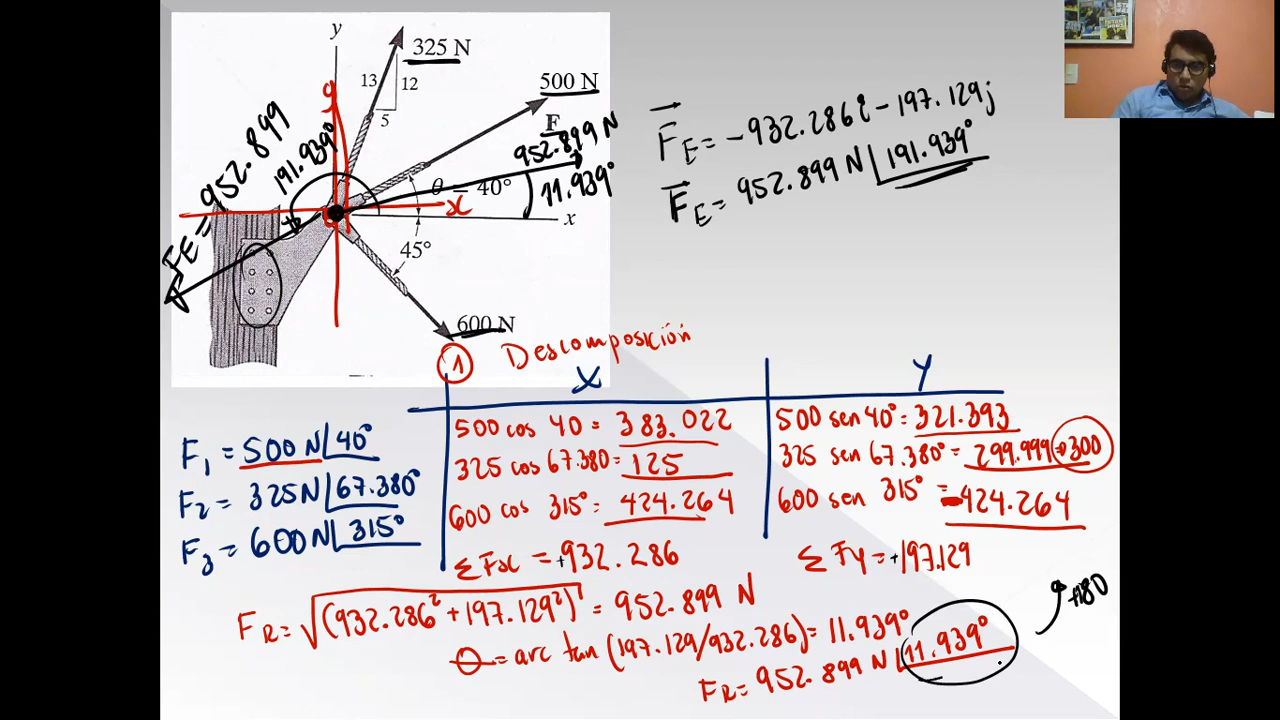 y
325 N
13
12
5
500 N
F
952.899 N
θ = 40°
11.939°
x
x
y
45°
600 N
191.939°
FE = 952.899
FE = -932.286i - 197.129j
FE = 952.899 N 191.939°
1 Descomposición
X
Y
F1 = 500 N 40°
F2 = 325N 67.380°
F3 = 600N 315°
500 cos 40 = 383.022
325 cos 67.380 = 125
600 cos 315° = 424.264
ΣFx = +932.286
500 sen 40° = 321.393
325 sen 67.380° = 299.999 → 300
600 sen 315° = -424.264
ΣFy = +197.129
+180
FR = √(932.286² + 197.129²) = 952.899 N
θ = arc tan (197.129/932.286) = 11.939°
FR = 952.899 N 11.939°